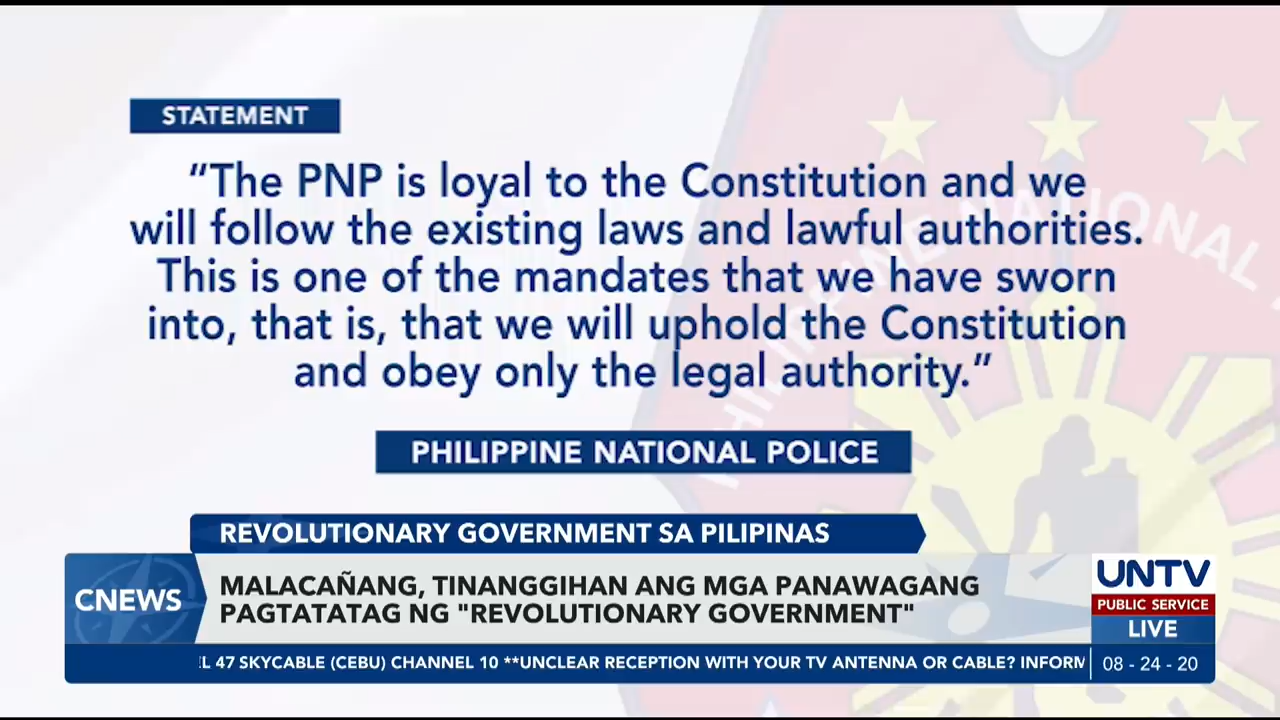 STATEMENT
“The PNP is loyal to the Constitution and we
will follow the existing laws and lawful authorities.
This is one of the mandates that we have sworn
into, that is, that we will uphold the Constitution
and obey only the legal authority.”
PHILIPPINE NATIONAL POLICE
PHILIPPINE NATIONAL
REVOLUTIONARY GOVERNMENT SA PILIPINAS
CNEWS
MALACAÑANG, TINANGGIHAN ANG MGA PANAWAGANG
PAGTATATAG NG "REVOLUTIONARY GOVERNMENT"
UNTV
PUBLIC SERVICE
LIVE
47 SKYCABLE (CEBU) CHANNEL 10 **UNCLEAR RECEPTION WITH YOUR TV ANTENNA OR CABLE?
08 - 24 - 20